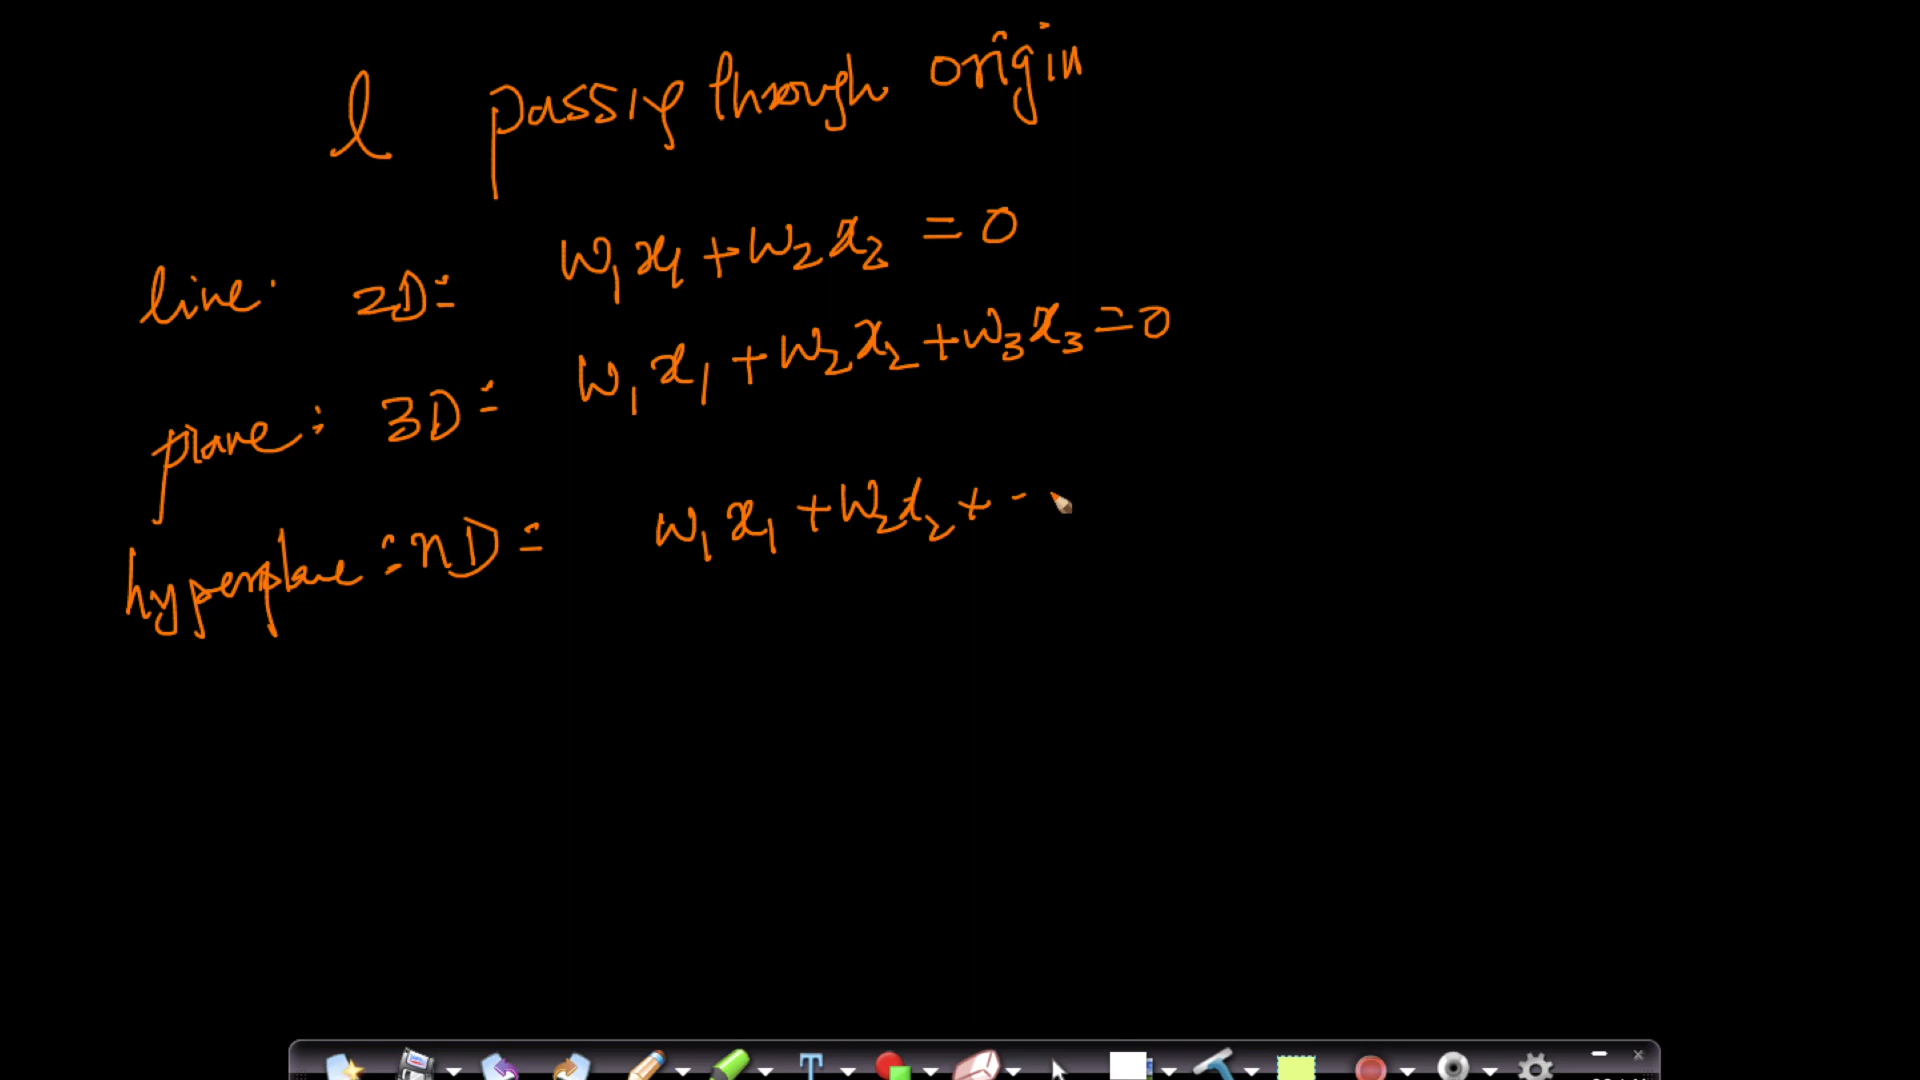 l passing through origin
line: 2D: w₁x₁ + w₂x₂ = 0
plane: 3D: w₁x₁ + w₂x₂ + w₃x₃ = 0
hyperplane: nD: w₁x₁ + w₂x₂ + -
T